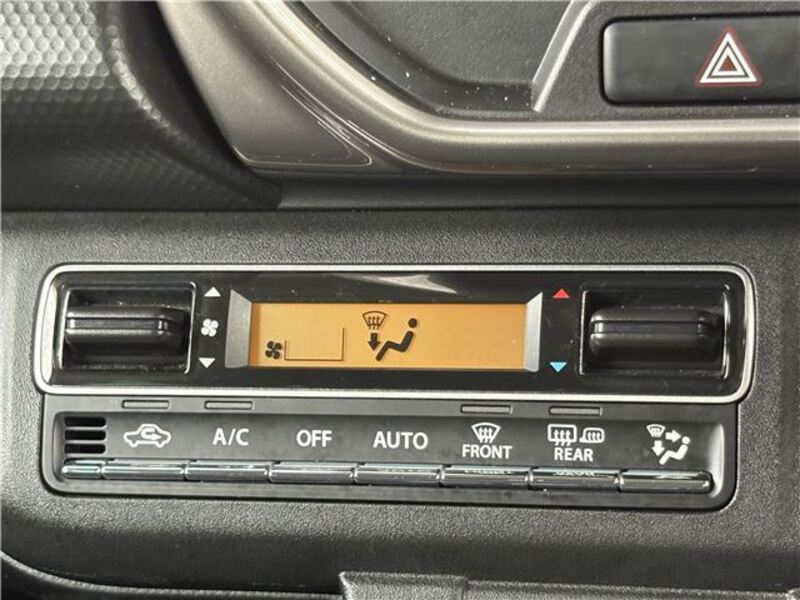 A/C OFF AUTO FRONT REAR